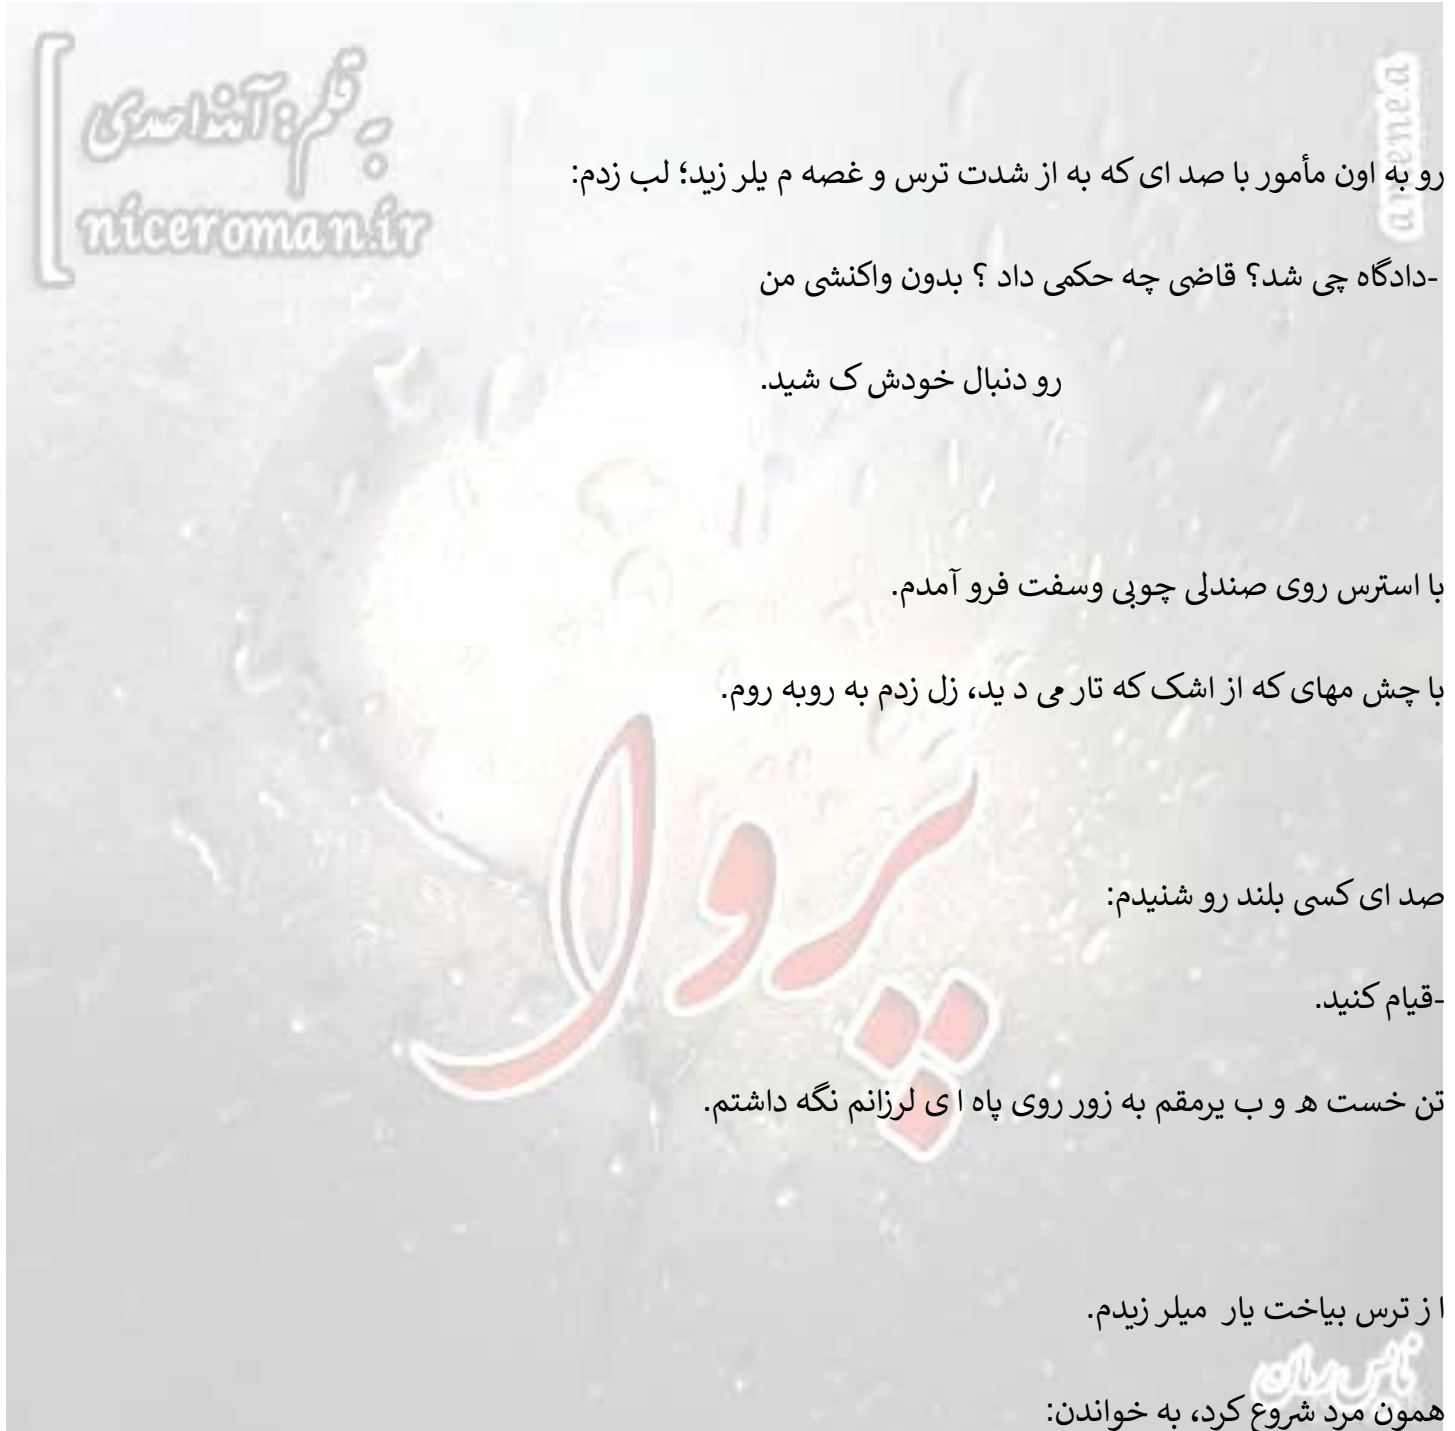 به قلم: آتنا احمدی
niceroman.ir
anenea
رو به اون مأمور با صد ای که به از شدت ترس و غصه م یلر زید؛ لب زدم:
-دادگاه چی شد؟ قاضی چه حکمی داد ؟ بدون واکنشی من
رو دنبال خودش ک شید.
با استرس روی صندلی چوبی وسفت فرو آمدم.
با چش مهای که از اشک که تار می د ید، زل زدم به روبه روم.
پروا
صد ای کسی بلند رو شنیدم:
-قیام کنید.
تن خست ه و ب یرمقم به زور روی پاه ا ی لرزانم نگه داشتم.
ا ز ترس بیاخت یار میلر زیدم.
نایس رمان
همون مرد شروع کرد، به خواندن: